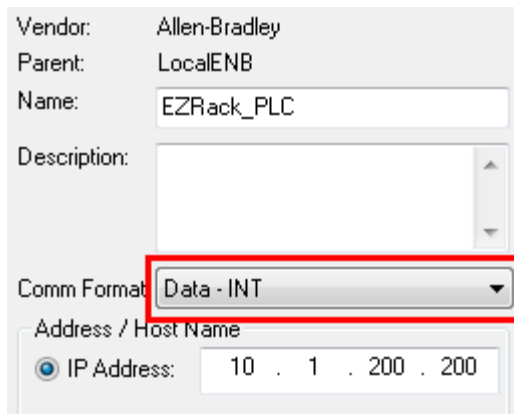 Vendor: Allen-Bradley
Parent: LocalENB
Name: EZRack_PLC
Description:
Comm Format Data - INT
Address / Host Name
IP Address: 10 . 1 . 200 . 200